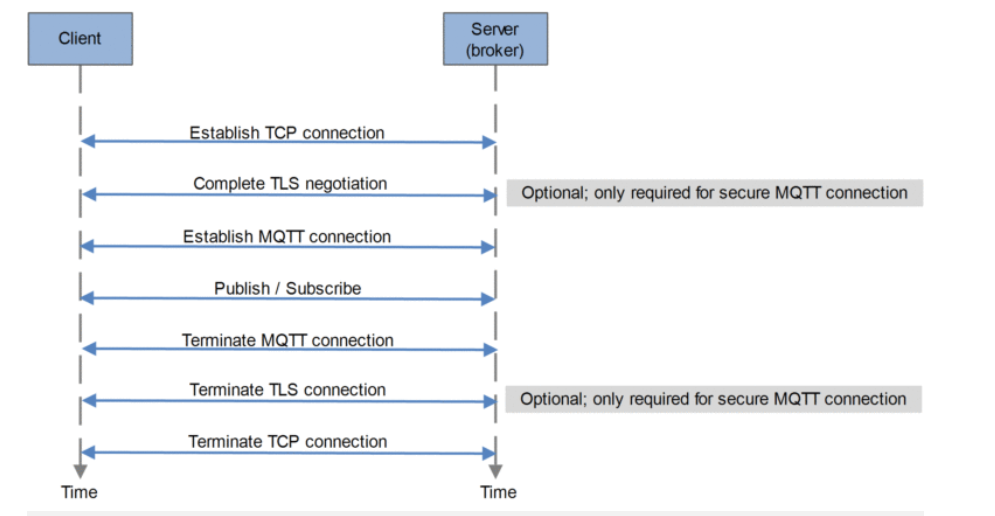 Client
Server
(broker)
Establish TCP connection
Complete TLS negotiation
Optional; only required for secure MQTT connection
Establish MQTT connection
Publish / Subscribe
Terminate MQTT connection
Terminate TLS connection
Optional; only required for secure MQTT connection
Terminate TCP connection
Time
Time